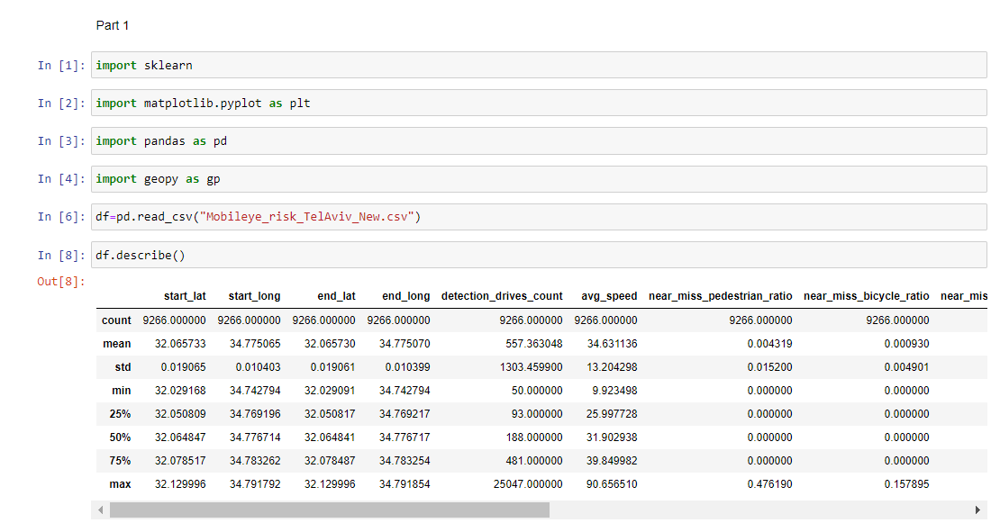 Part 1
In [1]: import sklearn
In [2]: import matplotlib.pyplot as plt
In [3]: import pandas as pd
In [4]: import geopy as gp
In [6]: df=pd.read_csv("Mobileye_risk_TelAviv_New.csv")
In [8]: df.describe()
Out[8]:
start_lat start_long end_lat end_long detection_drives_count avg_speed near_miss_pedestrian_ratio near_miss_bicycle_ratio near_mis
count 9266.000000 9266.000000 9266.000000 9266.000000 9266.000000 9266.000000 9266.000000 9266.000000
mean 32.065733 34.775065 32.065730 34.775070 557.363048 34.631136 0.004319 0.000930
std 0.019065 0.010403 0.019061 0.010399 1303.459900 13.204298 0.015200 0.004901
min 32.029168 34.742794 32.029091 34.742794 50.000000 9.923498 0.000000 0.000000
25% 32.050809 34.769196 32.050817 34.769217 93.000000 25.997728 0.000000 0.000000
50% 32.064847 34.776714 32.064841 34.776717 188.000000 31.902938 0.000000 0.000000
75% 32.078517 34.783262 32.078487 34.783254 481.000000 39.849982 0.000000 0.000000
max 32.129996 34.791792 32.129996 34.791854 25047.000000 90.656510 0.476190 0.157895